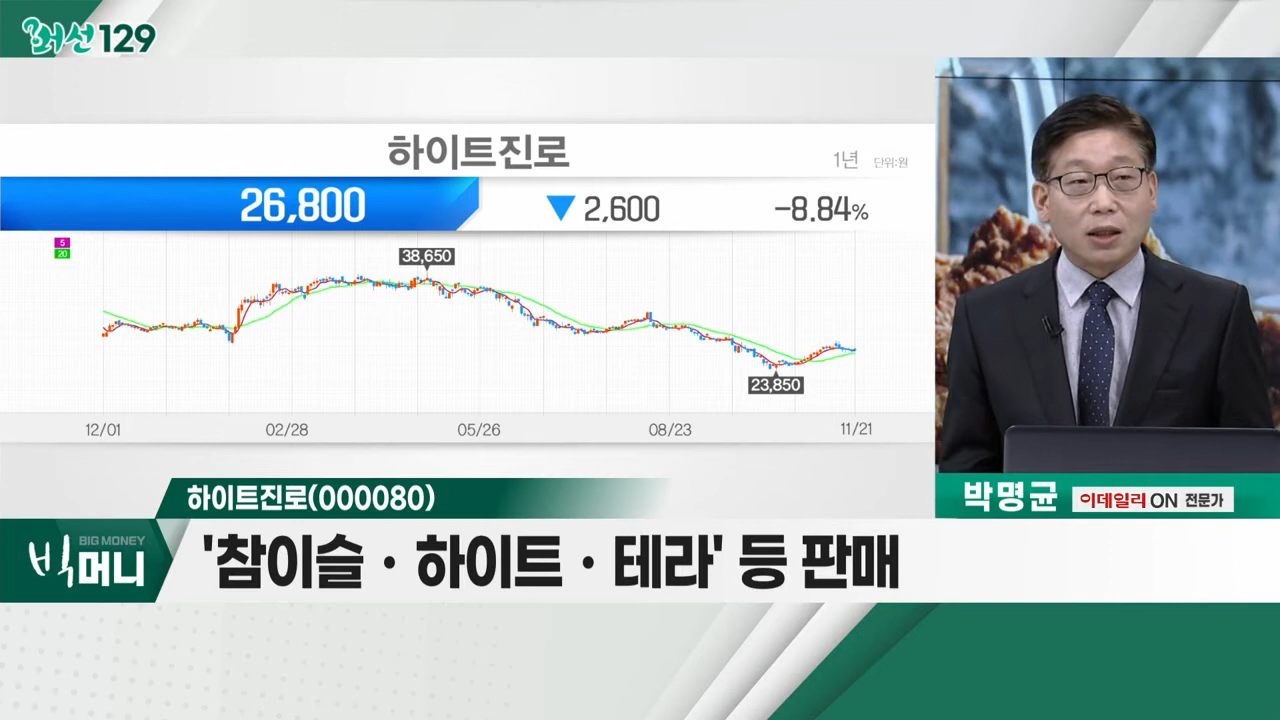 최선129
하이트진로
1년 단위:원
26,800 ▼2,600 -8.84%
5
20
38,650
23,850
12/01 02/28 05/26 08/23 11/21
하이트진로(000080)
박명균 이데일리ON 전문가
BIG MONEY
빅머니
'참이슬 · 하이트 · 테라' 등 판매